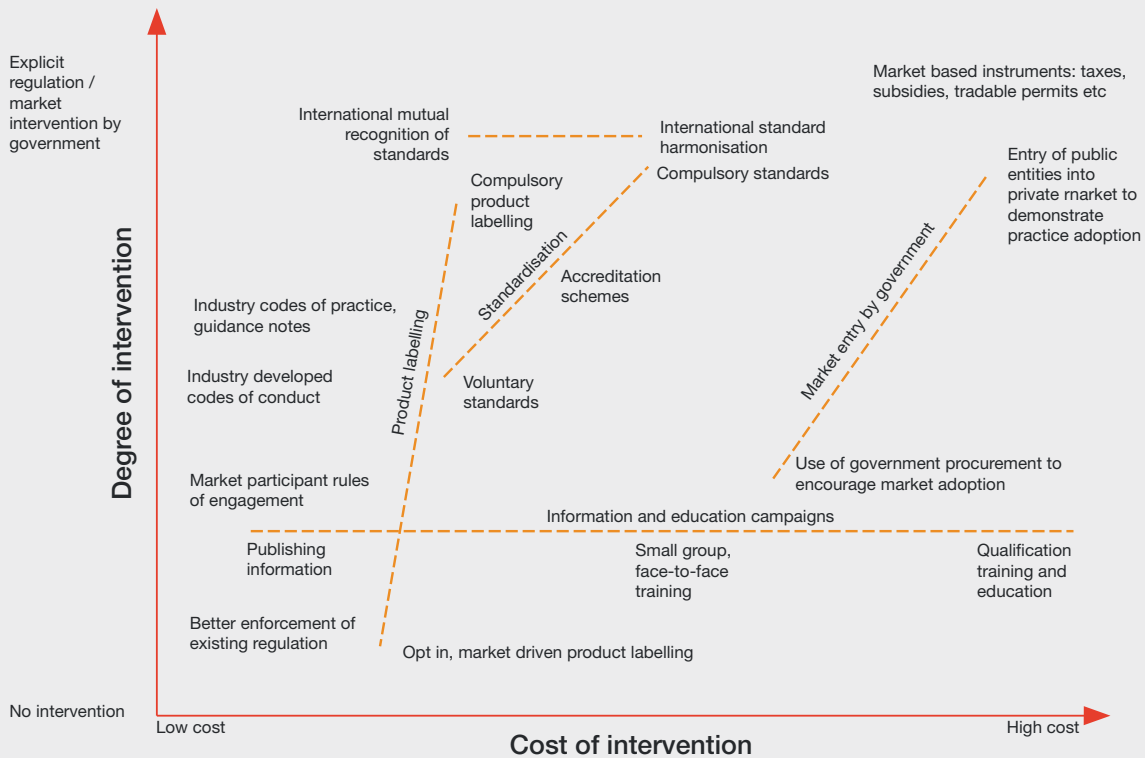 Explicit
regulation /
market
intervention by
government
Market based instruments: taxes,
subsidies, tradable permits etc
International mutual
recognition of
standards
International standard
harmonisation
Compulsory standards
Entry of public
entities into
private rnarket to
demonstrate
practice adoption
Compulsory
product
labelling
Standardisation
Accreditation
schemes
Market entry by government
Industry codes of practice,
guidance notes
Product labelling
Industry developed
codes of conduct
Voluntary
standards
Degree of intervention
Market participant rules
of engagement
Use of government procurement to
encourage market adoption
Information and education campaigns
Publishing
information
Small group,
face-to-face
training
Qualification
training and
education
Better enforcement of
existing regulation
Opt in, market driven product labelling
No intervention
Low cost
High cost
Cost of intervention